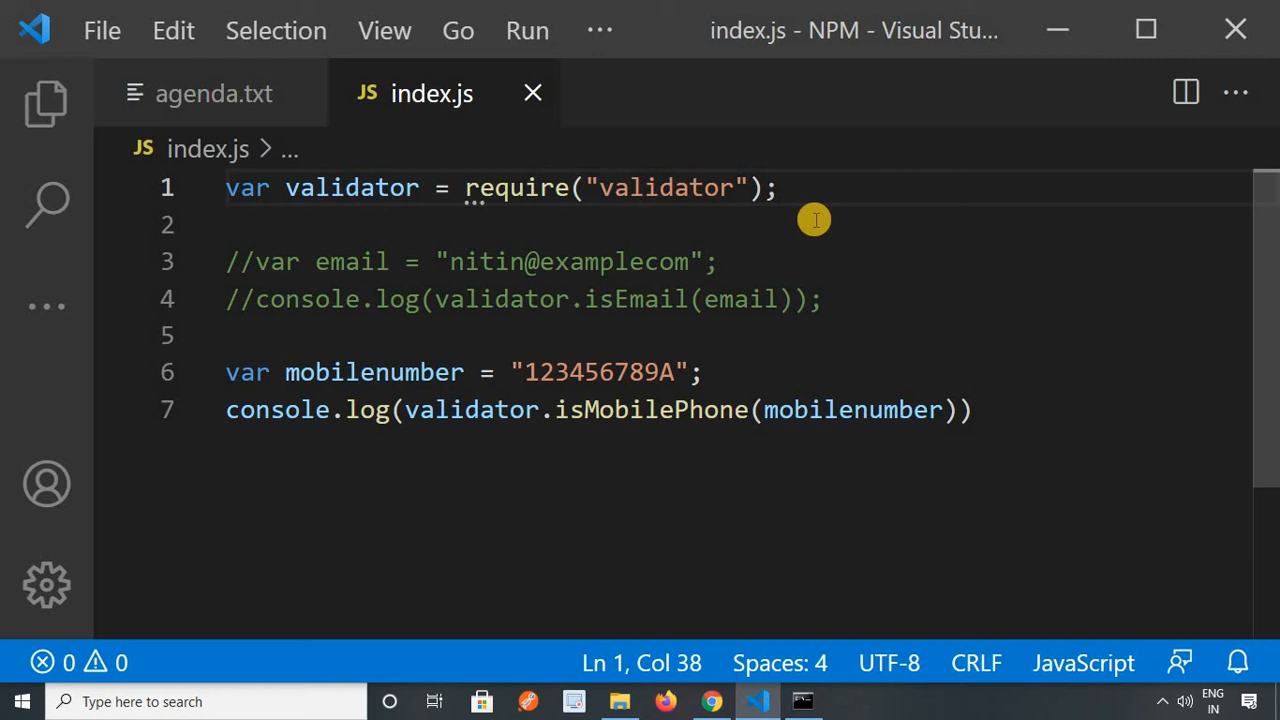 File Edit Selection View Go Run ··· index.js - NPM - Visual Stu...
agenda.txt JS index.js
JS index.js > ...
1 var validator = require("validator");
2
3 //var email = "nitin@examplecom";
4 //console.log(validator.isEmail(email));
5
6 var mobilenumber = "123456789A";
7 console.log(validator.isMobilePhone(mobilenumber))
0 0 Ln 1, Col 38 Spaces: 4 UTF-8 CRLF JavaScript
Type here to search ENG
IN